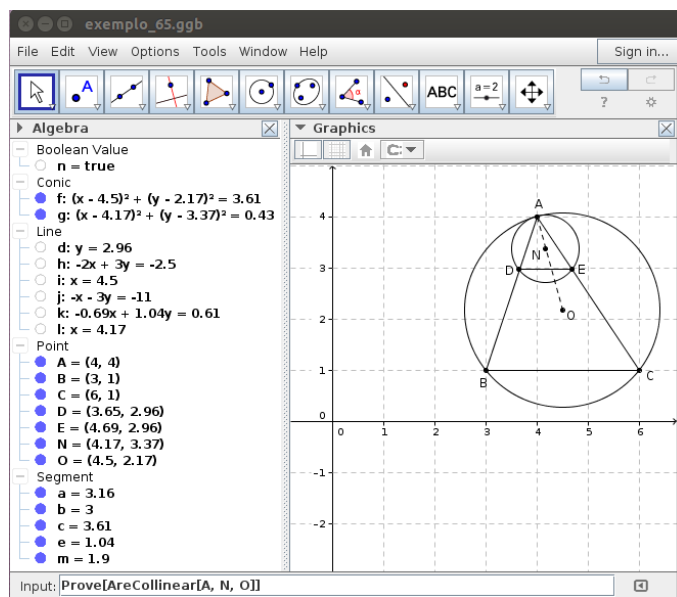 exemplo_65.ggb
File Edit View Options Tools Window Help Sign in...
A α ABC a=2 ?
Algebra
Boolean Value
n = true
Conic
f: (x - 4.5)² + (y - 2.17)² = 3.61
g: (x - 4.17)² + (y - 3.37)² = 0.43
Line
d: y = 2.96
h: -2x + 3y = -2.5
i: x = 4.5
j: -x - 3y = -11
k: -0.69x + 1.04y = 0.61
l: x = 4.17
Point
A = (4, 4)
B = (3, 1)
C = (6, 1)
D = (3.65, 2.96)
E = (4.69, 2.96)
N = (4.17, 3.37)
O = (4.5, 2.17)
Segment
a = 3.16
b = 3
c = 3.61
e = 1.04
m = 1.9
Graphics
A
4
N
3 D E
2 O
1 B C
0
0 1 2 3 4 5 6
-1
-2
Input: Prove[AreCollinear[A, N, O]]